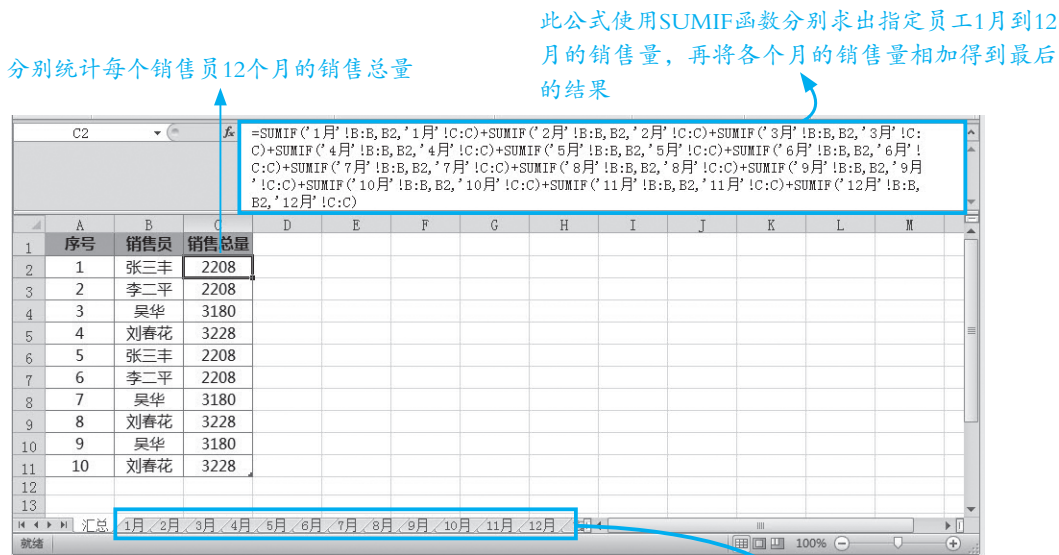 此公式使用SUMIF函数分别求出指定员工1月到12
月的销售量，再将各个月的销售量相加得到最后
的结果
分别统计每个销售员12个月的销售总量
C2 fx =SUMIF('1月'!B:B,B2,'1月'!C:C)+SUMIF('2月'!B:B,B2,'2月'!C:C)+SUMIF('3月'!B:B,B2,'3月'!C:
C)+SUMIF('4月'!B:B,B2,'4月'!C:C)+SUMIF('5月'!B:B,B2,'5月'!C:C)+SUMIF('6月'!B:B,B2,'6月'!
C:C)+SUMIF('7月'!B:B,B2,'7月'!C:C)+SUMIF('8月'!B:B,B2,'8月'!C:C)+SUMIF('9月'!B:B,B2,'9月
'!C:C)+SUMIF('10月'!B:B,B2,'10月'!C:C)+SUMIF('11月'!B:B,B2,'11月'!C:C)+SUMIF('12月'!B:B,
B2,'12月'!C:C)
A B C D E F G H I J K L M
1 序号 销售员 销售总量
2 1 张三丰 2208
3 2 李二平 2208
4 3 吴华 3180
5 4 刘春花 3228
6 5 张三丰 2208
7 6 李二平 2208
8 7 吴华 3180
9 8 刘春花 3228
10 9 吴华 3180
11 10 刘春花 3228
12
13
汇总 1月 2月 3月 4月 5月 6月 7月 8月 9月 10月 11月 12月
就绪 100%